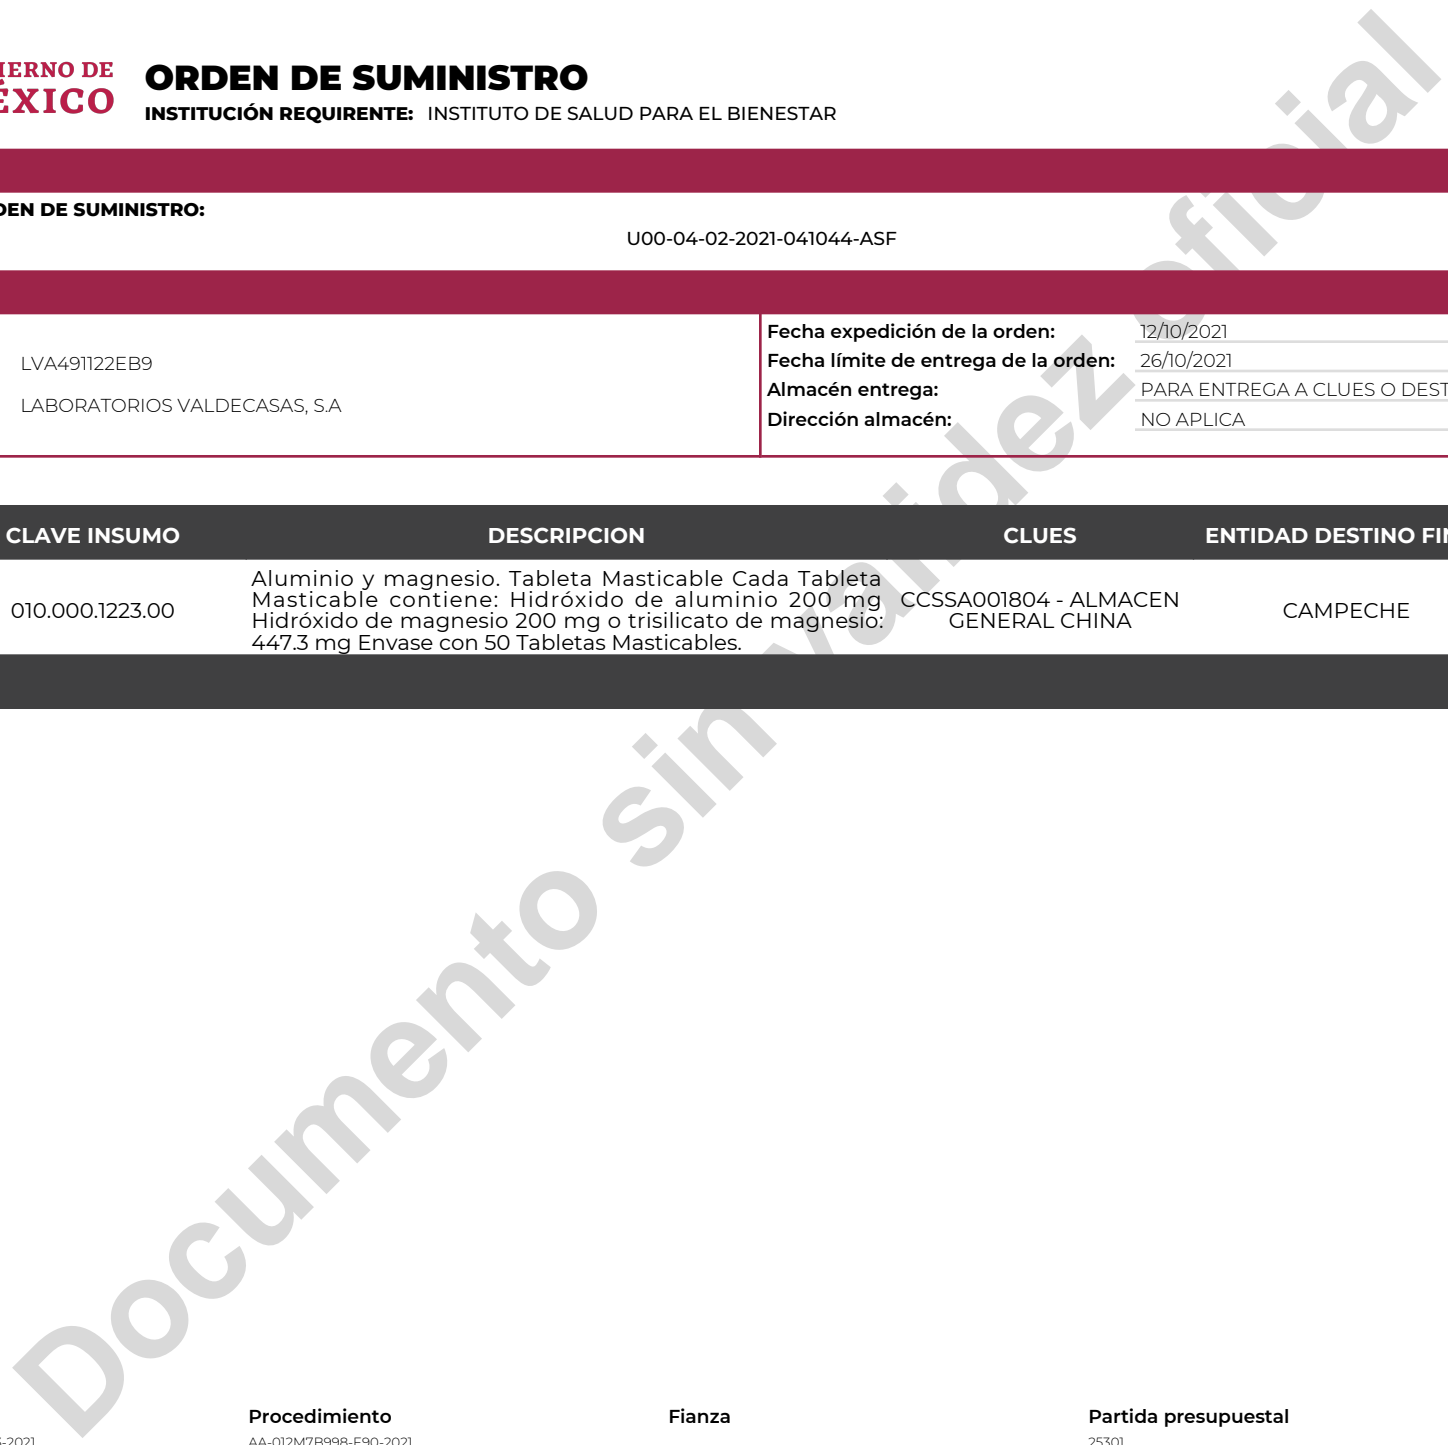 IERNO DE
ÉXICO
ORDEN DE SUMINISTRO
INSTITUCIÓN REQUIRENTE: INSTITUTO DE SALUD PARA EL BIENESTAR
DEN DE SUMINISTRO:
U00-04-02-2021-041044-ASF
LVA491122EB9
LABORATORIOS VALDECASAS, S.A
Fecha expedición de la orden: 12/10/2021
Fecha límite de entrega de la orden: 26/10/2021
Almacén entrega: PARA ENTREGA A CLUES O DEST
Dirección almacén: NO APLICA
CLAVE INSUMO DESCRIPCION CLUES ENTIDAD DESTINO FIN
010.000.1223.00
Aluminio y magnesio. Tableta Masticable Cada Tableta
Masticable contiene: Hidróxido de aluminio 200 mg
Hidróxido de magnesio 200 mg o trisilicato de magnesio:
447.3 mg Envase con 50 Tabletas Masticables.
CCSSA001804 - ALMACEN
GENERAL CHINA
CAMPECHE
Documento sin validez oficial
Procedimiento Fianza Partida presupuestal
-2021 AA-012M7B998-E90-2021 25301